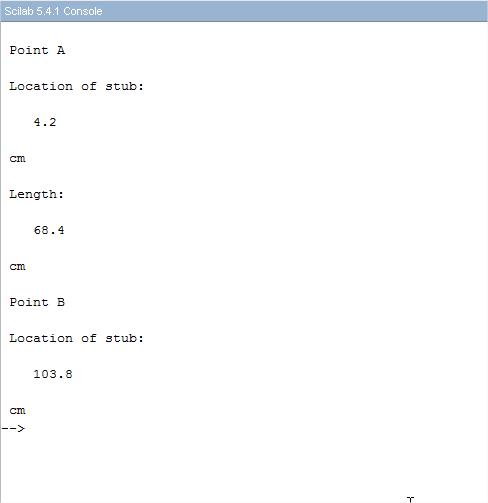 Scilab 5.4.1 Console
Point A
Location of stub:
4.2
cm
Length:
68.4
cm
Point B
Location of stub:
103.8
cm
-->